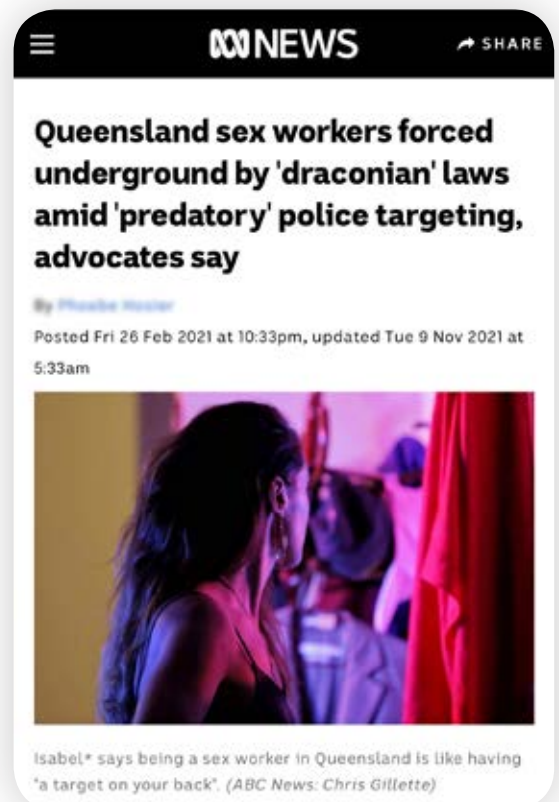 NEWS
SHARE
Queensland sex workers forced
underground by 'draconian' laws
amid 'predatory' police targeting,
advocates say
By
Posted Fri 26 Feb 2021 at 10:33pm, updated Tue 9 Nov 2021 at
5:33am
Isabel* says being a sex worker in Queensland is like having
"a target on your back". (ABC News: Chris Gillette)